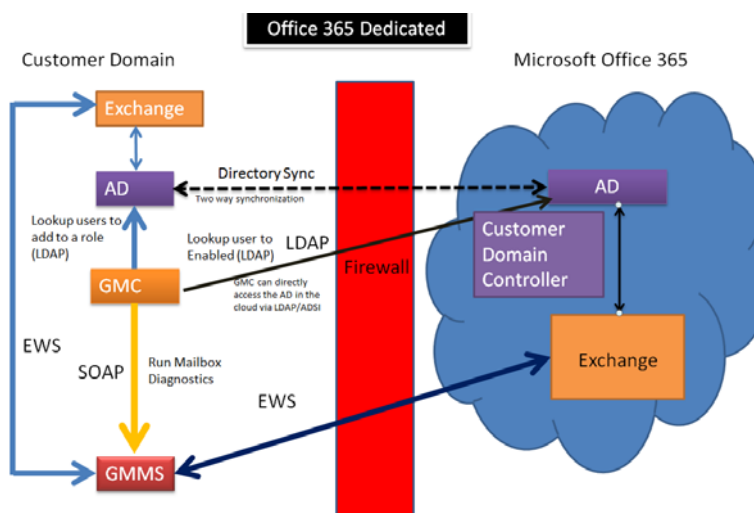 Office 365 Dedicated
Customer Domain
Microsoft Office 365
Exchange
AD
Directory Sync
Two way synchronization
AD
Lookup users to
add to a role
(LDAP)
Lookup user to
Enabled (LDAP)
LDAP
Firewall
Customer
Domain
Controller
GMC
GMC can directly
access the AD in the
cloud via LDAP/ADSI
EWS
SOAP
Run Mailbox
Diagnostics
EWS
Exchange
GMMS